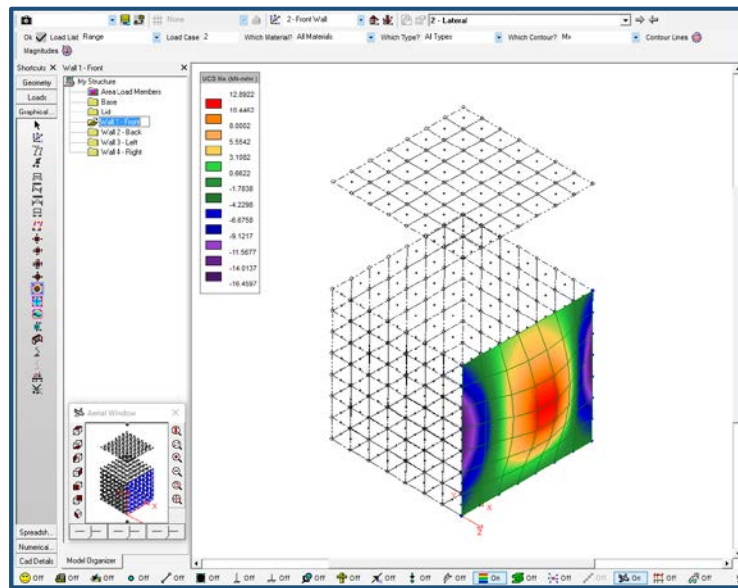 None
2 - Front Wall
2 - Lateral
Ok Load List Range Load Case 2 Which Material? All Materials Which Type? All Types Which Contour? Mx Contour Lines
Magnitudes
Shortcuts
Geometry
Loads
Graphical...
Wall 1 - Front
My Structure
Area Load Members
Base
Lid
Wall 1 - Front
Wall 2 - Back
Wall 3 - Left
Wall 4 - Right
UCS Mx (kN-m/m)
12.8922
10.4462
8.0002
5.5542
3.1082
0.6622
-1.7838
-4.2298
-6.6758
-9.1217
-11.5677
-14.0137
-16.4597
Aerial Window
X
Y
X
Z
Spreadsh...
Numerical...
Cad Details
Model Organizer
Off Off Off Off Off Off Off Off Off Off Off Off Off On Off Off Off On Off Off Off